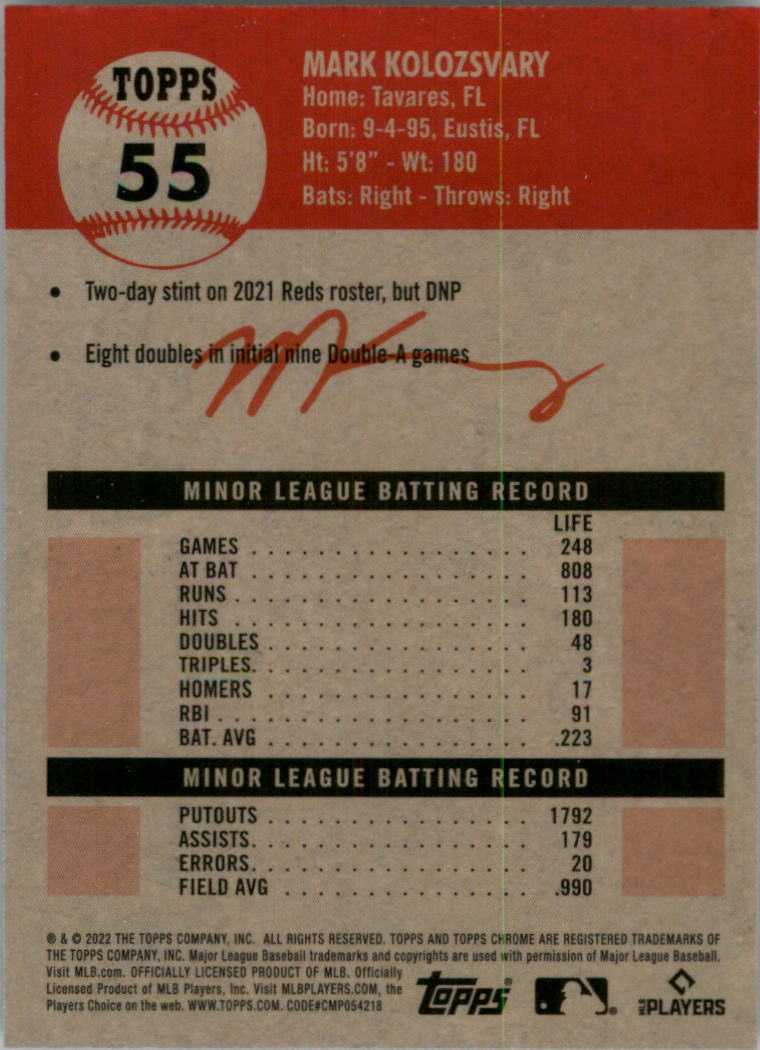 TOPPS
55
MARK KOLOZSVARY
Home: Tavares, FL
Born: 9-4-95, Eustis, FL
Ht: 5'8" - Wt: 180
Bats: Right - Throws: Right
• Two-day stint on 2021 Reds roster, but DNP
• Eight doubles in initial nine Double-A games
MINOR LEAGUE BATTING RECORD
LIFE
GAMES . . . . . . . . . . . . . . . . . . 248
AT BAT . . . . . . . . . . . . . . . . . . 808
RUNS . . . . . . . . . . . . . . . . . . . 113
HITS . . . . . . . . . . . . . . . . . . . 180
DOUBLES . . . . . . . . . . . . . . . . . 48
TRIPLES. . . . . . . . . . . . . . . . . . 3
HOMERS . . . . . . . . . . . . . . . . . 17
RBI . . . . . . . . . . . . . . . . . . . . 91
BAT. AVG . . . . . . . . . . . . . . . . . .223
MINOR LEAGUE BATTING RECORD
PUTOUTS . . . . . . . . . . . . . . . . . 1792
ASSISTS. . . . . . . . . . . . . . . . . . 179
ERRORS. . . . . . . . . . . . . . . . . . 20
FIELD AVG . . . . . . . . . . . . . . . . .990
® & © 2022 THE TOPPS COMPANY, INC. ALL RIGHTS RESERVED. TOPPS AND TOPPS CHROME ARE REGISTERED TRADEMARKS OF
THE TOPPS COMPANY, INC. Major League Baseball trademarks and copyrights are used with permission of Major League Baseball.
Visit MLB.com. OFFICIALLY LICENSED PRODUCT OF MLB. Officially
Licensed Product of MLB Players, Inc. Visit MLBPLAYERS.COM, the
Players Choice on the web. WWW.TOPPS.COM. CODE#CMP054218
topps®
MLB PLAYERS